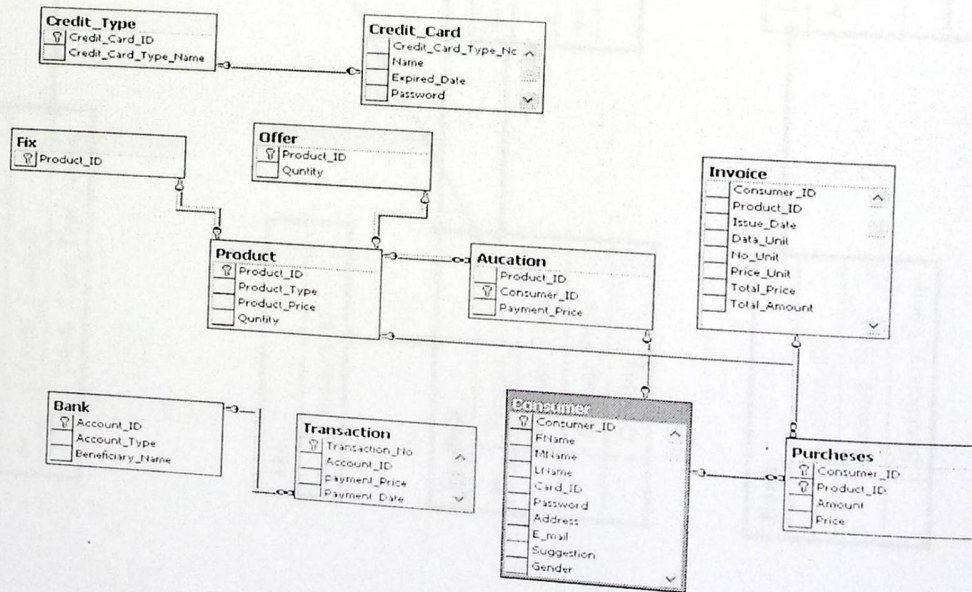 Credit_Type
Credit_Card_ID
Credit_Card_Type_Name
Credit_Card
Credit_Card_Type_Nc
Name
Expired_Date
Password
Fix
Product_ID
Offer
Product_ID
Quntity
Invoice
Consumer_ID
Product_ID
Issue_Date
Data_Unit
No_Unit
Price_Unit
Total_Price
Total_Amount
Product
Product_ID
Product_Type
Product_Price
Quntity
Aucation
Product_ID
Consumer_ID
Payment_Price
Bank
Account_ID
Account_Type
Beneficiary_Name
Transaction
Transaction_No
Account_ID
Payment_Price
Payment_Date
Consumer
Consumer_ID
FName
MName
LName
Card_ID
Password
Address
E_mail
Suggestion
Gender
Purcheses
Consumer_ID
Product_ID
Amount
Price